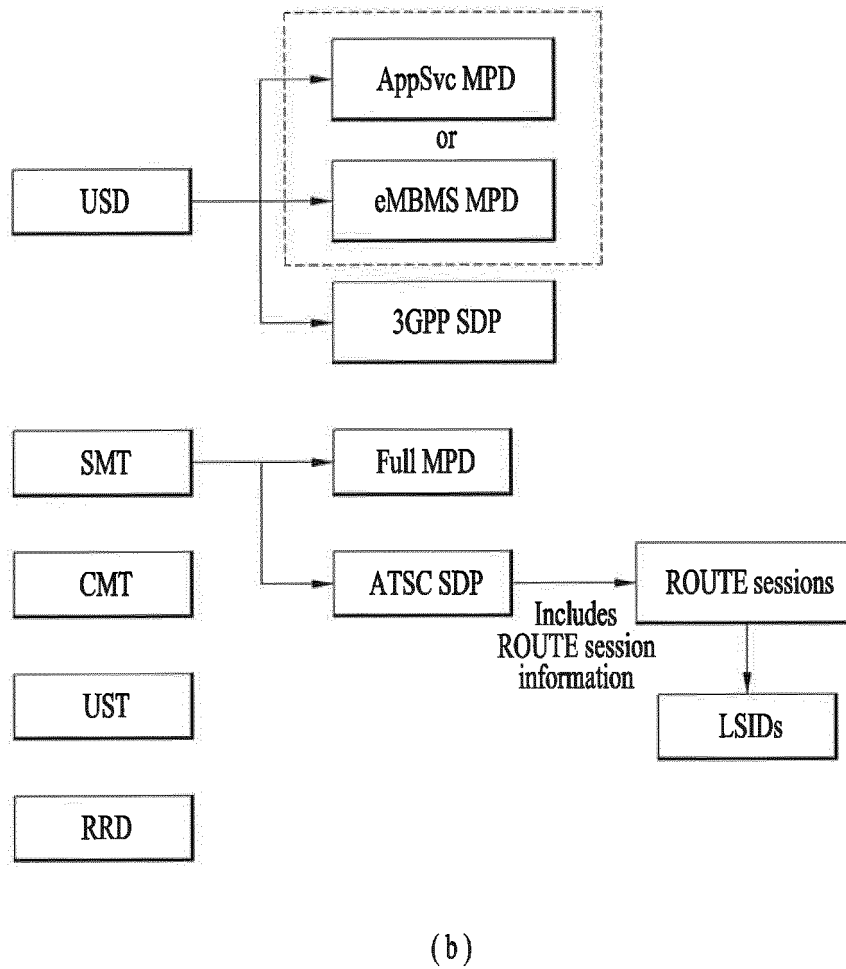 AppSvc MPD
or
USD
eMBMS MPD
3GPP SDP
SMT
Full MPD
CMT
ATSC SDP
ROUTE sessions
Includes
ROUTE session
information
UST
LSIDs
RRD
(b)